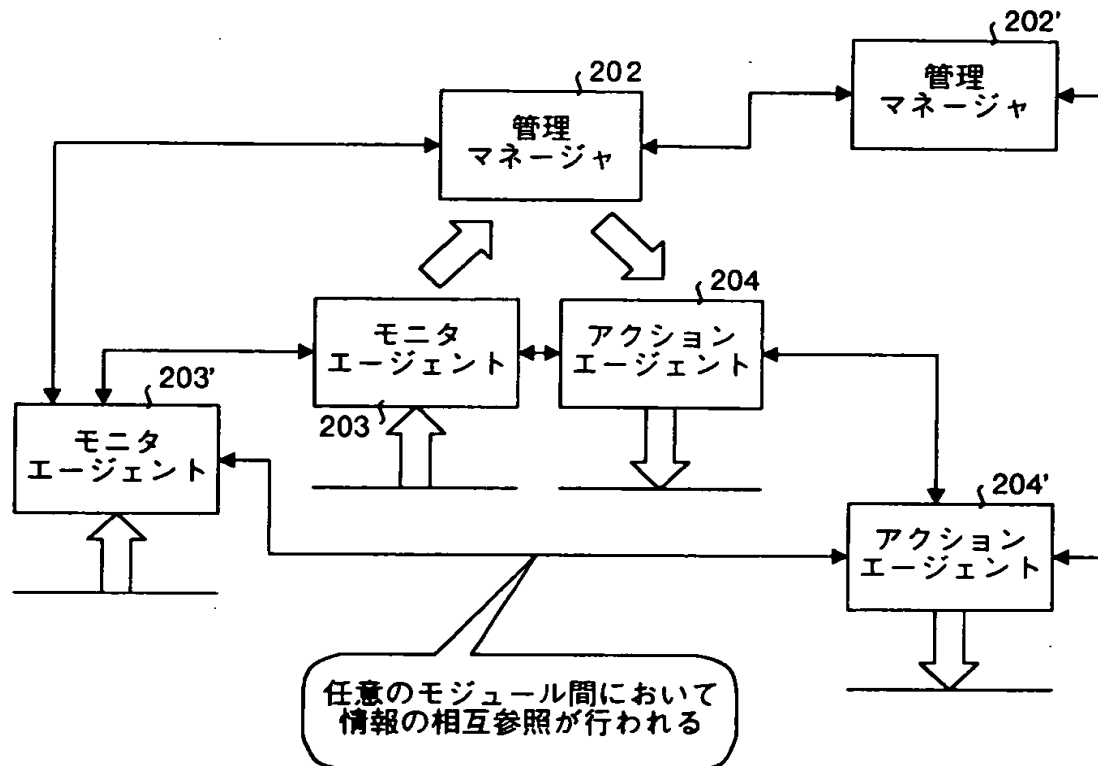 202'
管理
マネージャ
202
管理
マネージャ
204
モニタ
エージェント
203
アクション
エージェント
203'
モニタ
エージェント
204'
アクション
エージェント
任意のモジュール間において
情報の相互参照が行われる